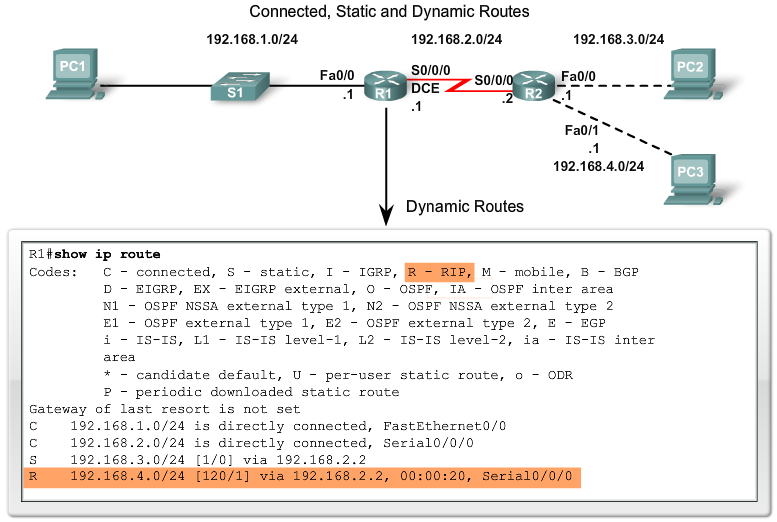 Connected, Static and Dynamic Routes
192.168.1.0/24
192.168.2.0/24
192.168.3.0/24
PC1
S1
Fa0/0
.1
R1
S0/0/0
DCE
.1
S0/0/0
.2
R2
Fa0/0
.1
PC2
Fa0/1
.1
192.168.4.0/24
PC3
Dynamic Routes
R1#show ip route
Codes: C - connected, S - static, I - IGRP, R - RIP, M - mobile, B - BGP
D - EIGRP, EX - EIGRP external, O - OSPF, IA - OSPF inter area
N1 - OSPF NSSA external type 1, N2 - OSPF NSSA external type 2
E1 - OSPF external type 1, E2 - OSPF external type 2, E - EGP
i - IS-IS, L1 - IS-IS level-1, L2 - IS-IS level-2, ia - IS-IS inter
area
* - candidate default, U - per-user static route, o - ODR
P - periodic downloaded static route
Gateway of last resort is not set
C 192.168.1.0/24 is directly connected, FastEthernet0/0
C 192.168.2.0/24 is directly connected, Serial0/0/0
S 192.168.3.0/24 [1/0] via 192.168.2.2
R 192.168.4.0/24 [120/1] via 192.168.2.2, 00:00:20, Serial0/0/0